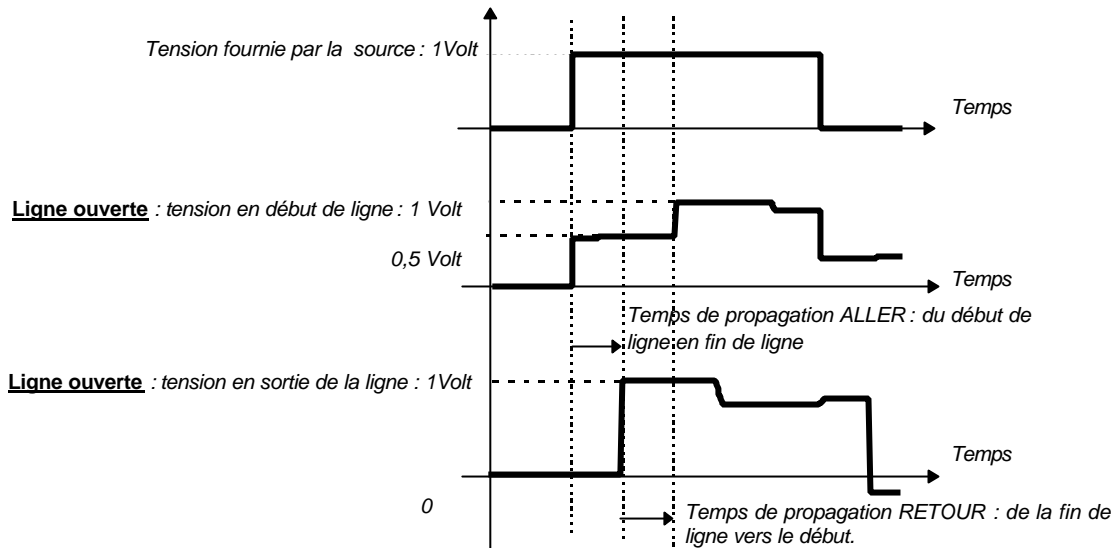 Tension fournie par la source : 1Volt
Temps
Ligne ouverte : tension en début de ligne : 1 Volt
0,5 Volt
Temps
Temps de propagation ALLER : du début de
ligne en fin de ligne
Ligne ouverte : tension en sortie de la ligne : 1Volt
Temps
0
Temps de propagation RETOUR : de la fin de
ligne vers le début.